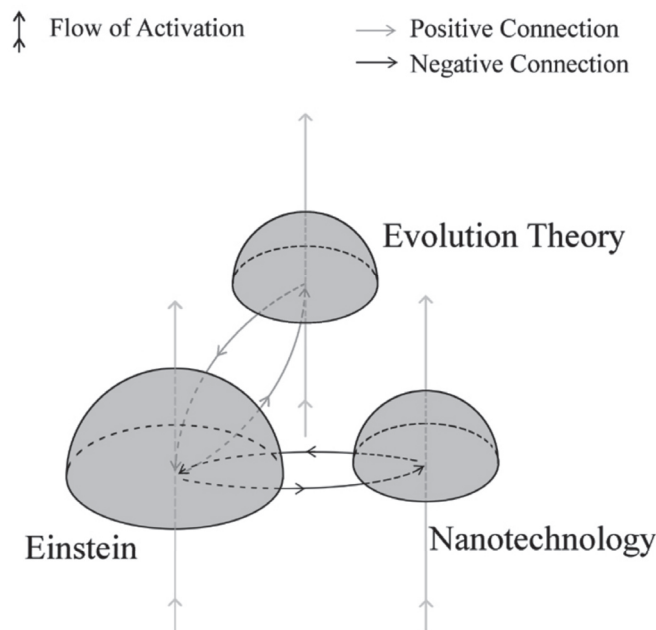 Flow of Activation
Positive Connection
Negative Connection
Evolution Theory
Einstein
Nanotechnology